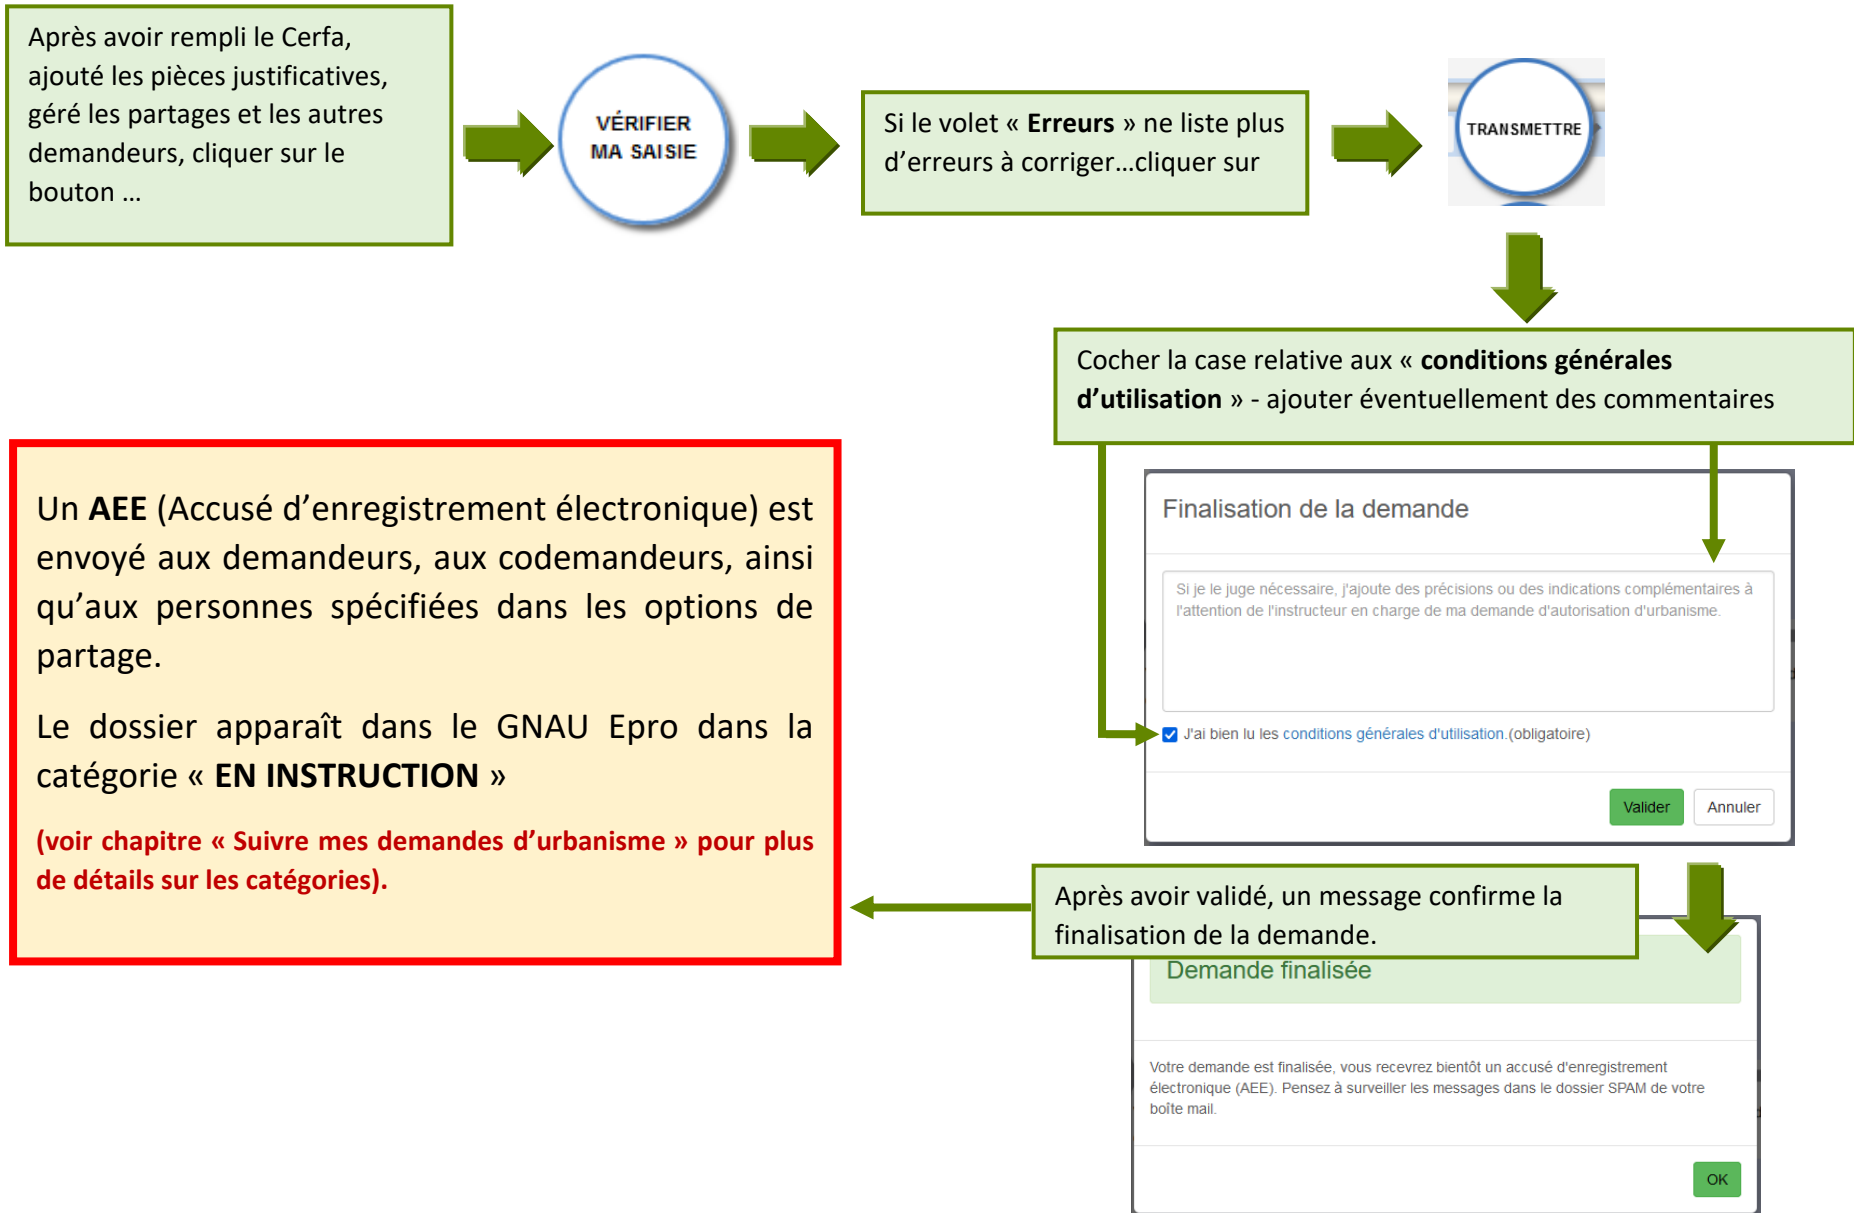 Après avoir rempli le Cerfa,
ajouté les pièces justificatives,
géré les partages et les autres
demandeurs, cliquer sur le
bouton …
VÉRIFIER
MA SAISIE
Si le volet « Erreurs » ne liste plus
d’erreurs à corriger…cliquer sur
TRANSMETTRE
Cocher la case relative aux « conditions générales
d’utilisation » - ajouter éventuellement des commentaires
Finalisation de la demande
Si je le juge nécessaire, j'ajoute des précisions ou des indications complémentaires à
l'attention de l'instructeur en charge de ma demande d'autorisation d'urbanisme.
J'ai bien lu les conditions générales d'utilisation.(obligatoire)
Valider Annuler
Après avoir validé, un message confirme la
finalisation de la demande.
Demande finalisée
Votre demande est finalisée, vous recevrez bientôt un accusé d'enregistrement
électronique (AEE). Pensez à surveiller les messages dans le dossier SPAM de votre
boîte mail.
OK
Un AEE (Accusé d’enregistrement électronique) est
envoyé aux demandeurs, aux codemandeurs, ainsi
qu’aux personnes spécifiées dans les options de
partage.
Le dossier apparaît dans le GNAU Epro dans la
catégorie « EN INSTRUCTION »
(voir chapitre « Suivre mes demandes d’urbanisme » pour plus
de détails sur les catégories).